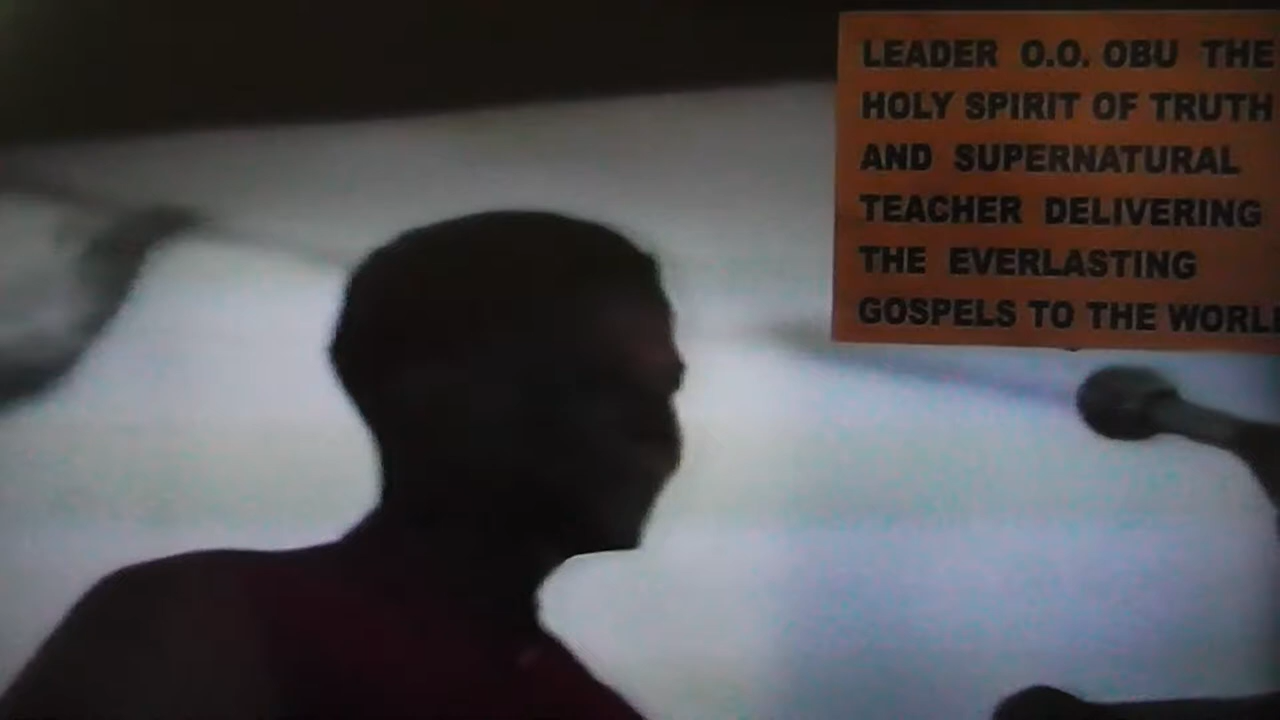 LEADER O.O. OBU THE
HOLY SPIRIT OF TRUTH
AND SUPERNATURAL
TEACHER DELIVERING
THE EVERLASTING
GOSPELS TO THE WORL